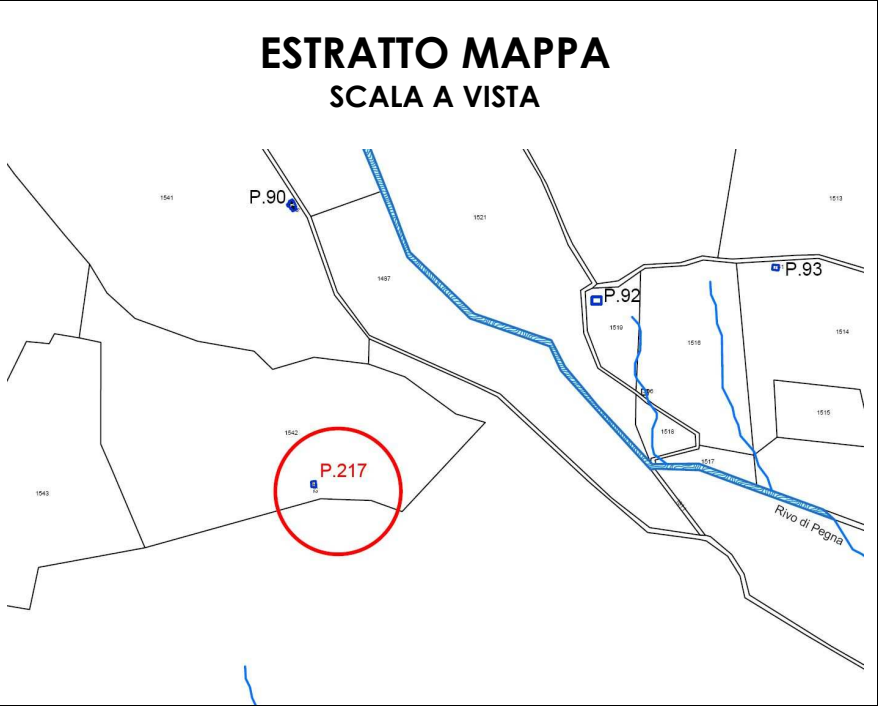 ESTRATTO MAPPA
SCALA A VISTA
1541
P.90
1521
1513
1487
P.93
P.92
1519
1516
1514
1515
1542
1518
1517
P.217
1543
Rivo di Pegna